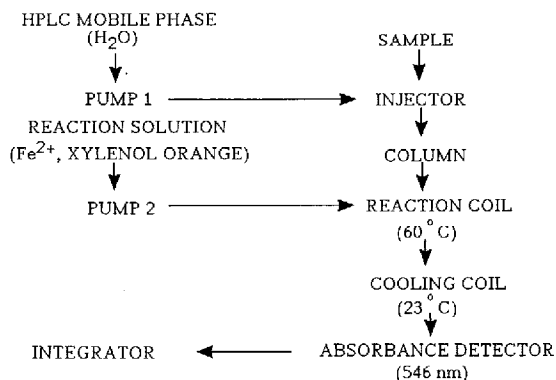 HPLC MOBILE PHASE
(H2O)
PUMP 1
REACTION SOLUTION
(Fe2+, XYLENOL ORANGE)
PUMP 2
SAMPLE
INJECTOR
COLUMN
REACTION COIL
(60 °C)
COOLING COIL
(23 °C)
ABSORBANCE DETECTOR
(546 nm)
INTEGRATOR